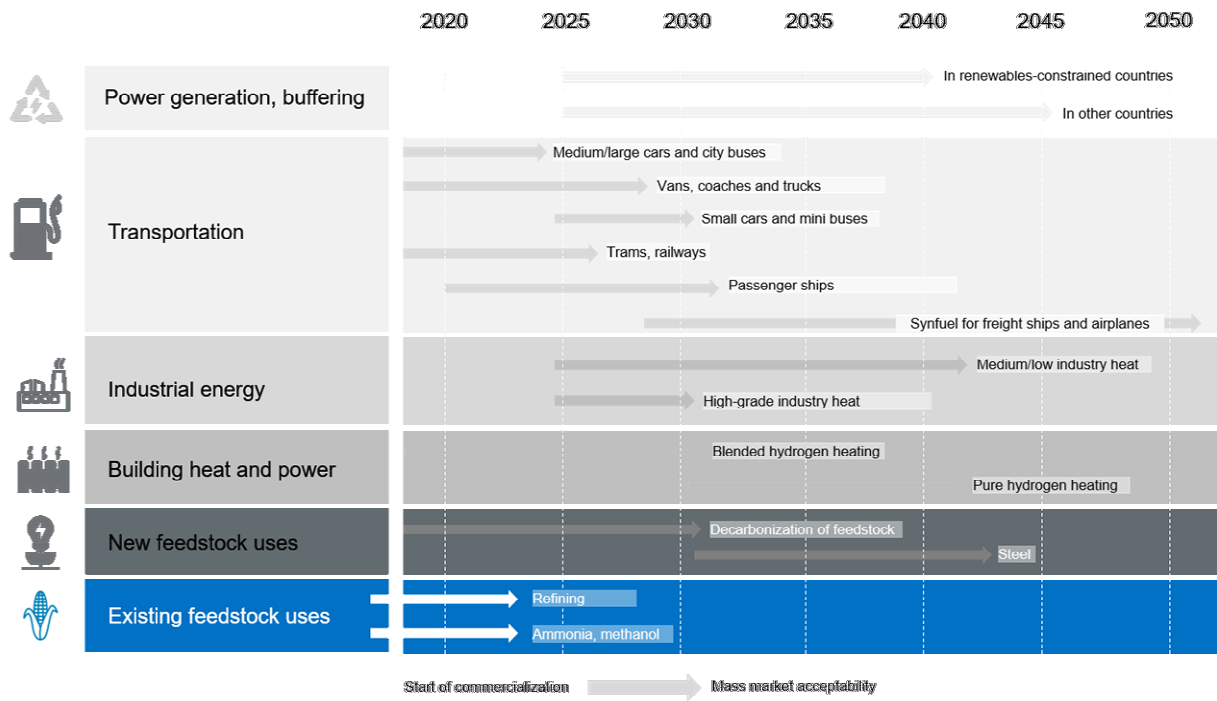 2020 2025 2030 2035 2040 2045 2050
Power generation, buffering
In renewables-constrained countries
In other countries
Transportation
Medium/large cars and city buses
Vans, coaches and trucks
Small cars and mini buses
Trams, railways
Passenger ships
Synfuel for freight ships and airplanes
Industrial energy
Medium/low industry heat
High-grade industry heat
Building heat and power
Blended hydrogen heating
Pure hydrogen heating
New feedstock uses
Decarbonization of feedstock
Steel
Existing feedstock uses
Refining
Ammonia, methanol
Start of commercialization
Mass market acceptability